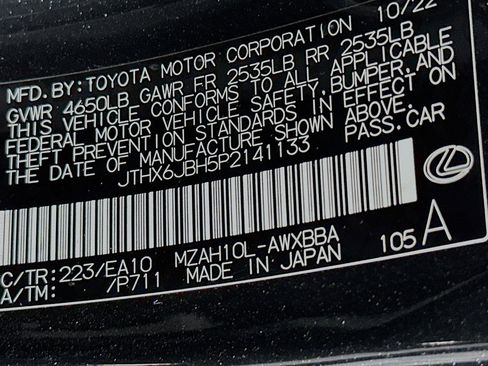 10/22
MFD. BY: TOYOTA MOTOR CORPORATION
GVWR 4650LB GAWR FR 2535LB RR 2535LB
THIS VEHICLE CONFORMS TO ALL APPLICABLE
FEDERAL MOTOR VEHICLE SAFETY, BUMPER, AND
THEFT PREVENTION STANDARDS IN EFFECT ON
THE DATE OF MANUFACTURE SHOWN ABOVE.
JTHX6JBH5P2141133 PASS. CAR
C/TR: 223/EA10 MZAH10L-AWXBBA
A/TM: /P711 MADE IN JAPAN 105 A